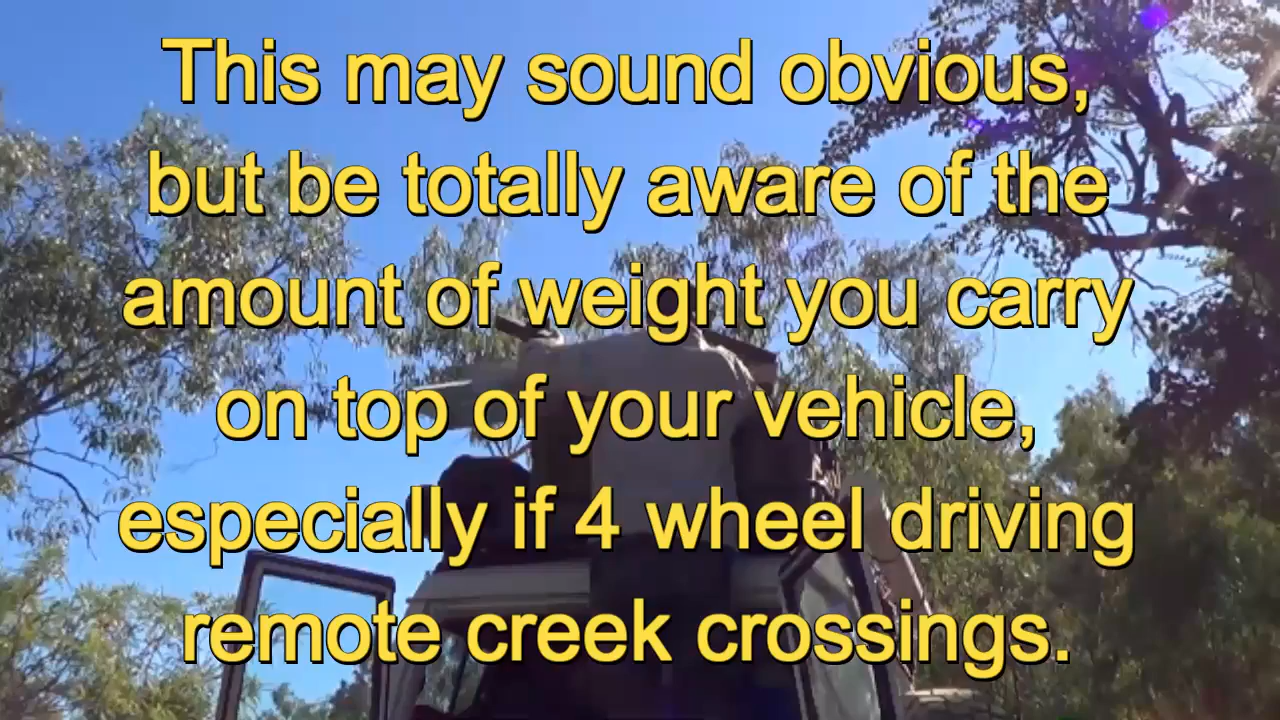 This may sound obvious,
but be totally aware of the
amount of weight you carry
on top of your vehicle,
especially if 4 wheel driving
remote creek crossings.